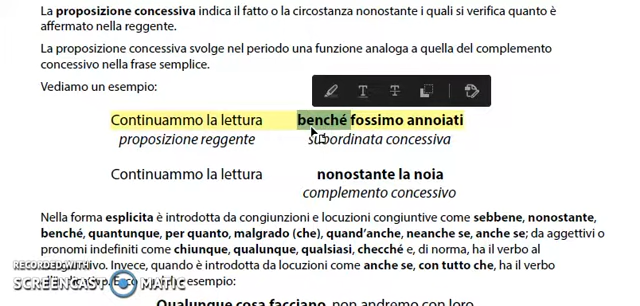 La proposizione concessiva indica il fatto o la circostanza nonostante i quali si verifica quanto è
affermato nella reggente.
La proposizione concessiva svolge nel periodo una funzione analoga a quella del complemento
concessivo nella frase semplice.
Vediamo un esempio:
Continuammo la lettura benché fossimo annoiati
proposizione reggente subordinata concessiva
Continuammo la lettura nonostante la noia
complemento concessivo
Nella forma esplicita è introdotta da congiunzioni e locuzioni congiuntive come sebbene, nonostante,
benché, quantunque, per quanto, malgrado (che), quand'anche, neanche se, anche se; da aggettivi o
pronomi indefiniti come chiunque, qualunque, qualsiasi, checché e, di norma, ha il verbo al
Invece, quando è introdotta da locuzioni come anche se, con tutto che, ha il verbo
esempio:
Qualunque cosa facciano, non andremo con loro
RECORDED WITH
SCREENCAST MATIC